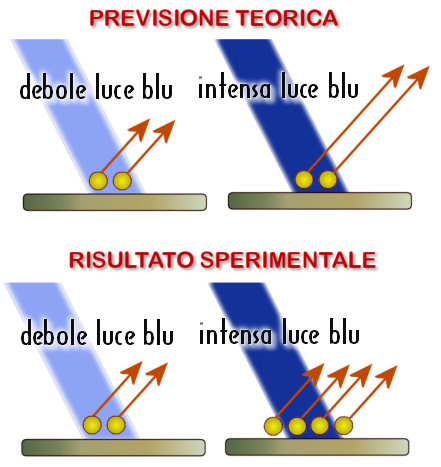 PREVISIONE TEORICA
debole luce blu
intensa luce blu
RISULTATO SPERIMENTALE
debole luce blu
intensa luce blu